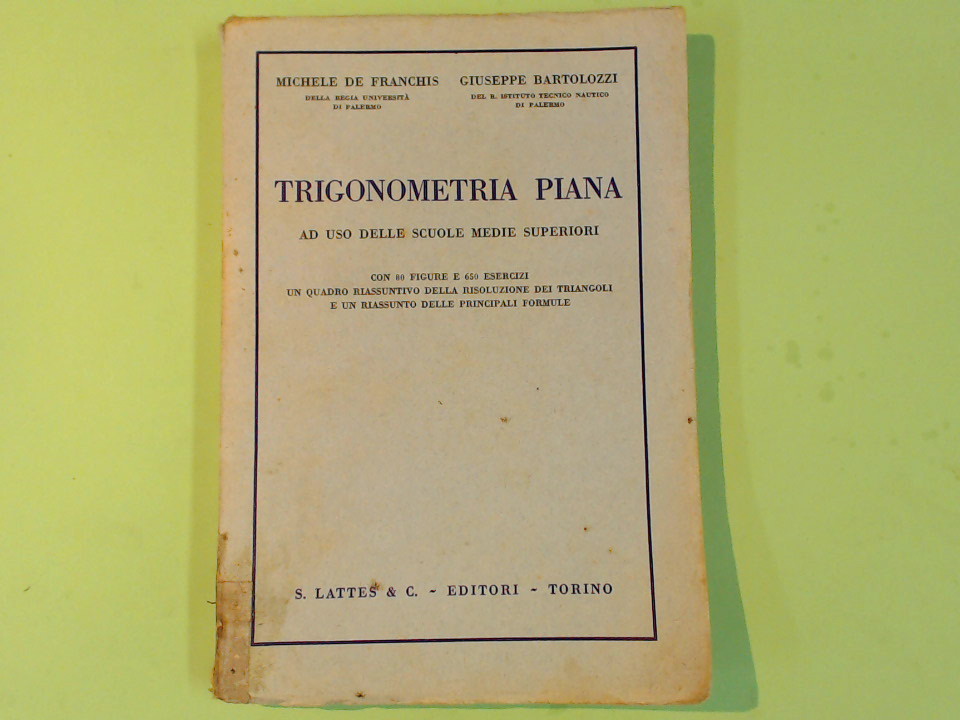 MICHELE DE FRANCHIS
DELLA REGIA UNIVERSITÀ
DI PALERMO
GIUSEPPE BARTOLOZZI
DEL R. ISTITUTO TECNICO NAUTICO
DI PALERMO
TRIGONOMETRIA PIANA
AD USO DELLE SCUOLE MEDIE SUPERIORI
CON 80 FIGURE E 650 ESERCIZI
UN QUADRO RIASSUNTIVO DELLA RISOLUZIONE DEI TRIANGOLI
E UN RIASSUNTO DELLE PRINCIPALI FORMULE
S. LATTES & C. - EDITORI - TORINO